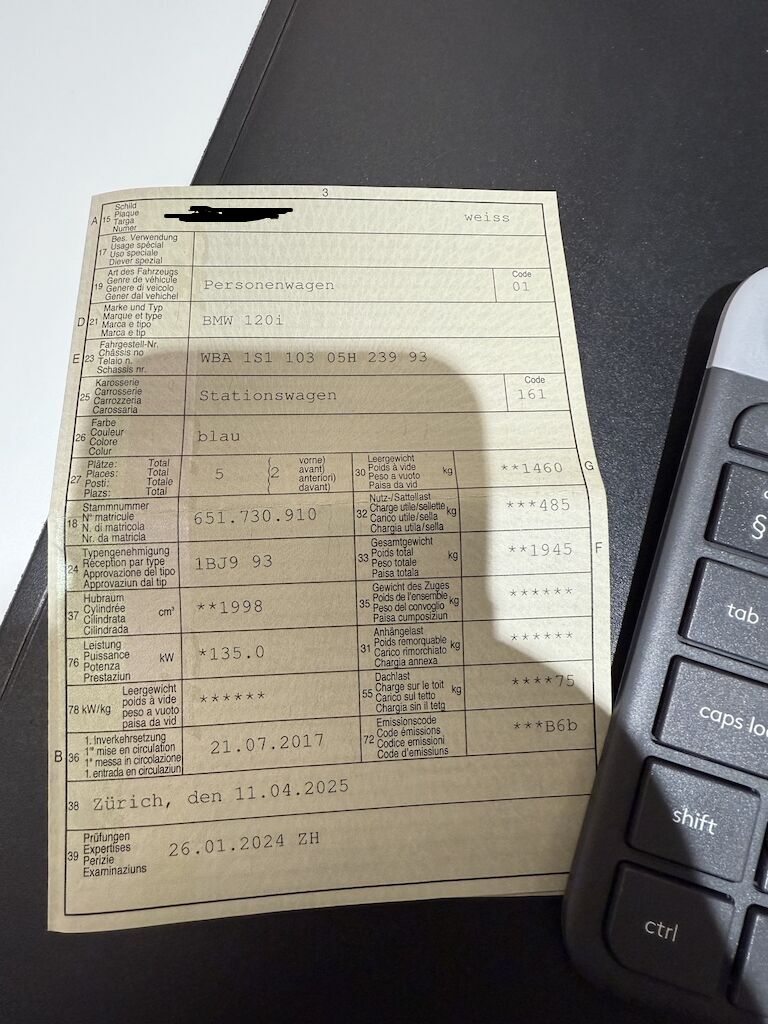 3
A 15 Schild
Plaque
Targa
Numer
weiss
17 Bes. Verwendung
Usage spécial
Uso speciale
Diever spezial
19 Art des Fahrzeugs
Genre de véhicule
Genere di veicolo
Gener dal vehichel
Personenwagen
Code
01
D 21 Marke und Typ
Marque et type
Marca e tipo
Marca e tip
BMW 120i
E 23 Fahrgestell-Nr.
Châssis no
Telaio n.
Schassis nr.
WBA 1S1 103 05H 239 93
25 Karosserie
Carrosserie
Carrozzeria
Carossaria
Stationswagen
Code
161
26 Farbe
Couleur
Colore
Colur
blau
27 Plätze: Total
Places: Total
Posti: Totale
Plazs: Total
5
(2 vorne)
avant)
anteriori)
davant)
30 Leergewicht
Poids à vide
Peso a vuoto
Paisa da vid
kg
**1460
G
18 Stammnummer
N° matricule
N. di matricola
Nr. da matricla
651.730.910
32 Nutz-/Sattellast
Charge utile/sellette
Carico utile/sella
Chargia utila/sella
kg
***485
24 Typengenehmigung
Réception par type
Approvazione del tipo
Approvaziun dal tip
1BJ9 93
33 Gesamtgewicht
Poids total
Peso totale
Paisa totala
kg
**1945
F
37 Hubraum
Cylindrée
Cilindrata
Cilindrada
cm³
**1998
35 Gewicht des Zuges
Poids de l'ensemble
Peso del convoglio
Paisa cumposiziun
kg
******
76 Leistung
Puissance
Potenza
Prestaziun
kW
*135.0
31 Anhängelast
Poids remorquable
Carico rimorchiato
Chargia annexa
kg
******
78 kW/kg
Leergewicht
poids à vide
peso a vuoto
paisa da vid
******
55 Dachlast
Charge sur le toit
Carico sul tetto
Chargia sin il tetg
kg
****75
B 36 1. Inverkehrsetzung
1re mise en circulation
1a messa in circolazione
1. entrada en circulaziun
21.07.2017
72 Emissionscode
Code émissions
Codice emissioni
Code d'emissiuns
***B6b
38 Zürich, den 11.04.2025
39 Prüfungen
Expertises
Perizie
Examinaziuns
26.01.2024 ZH
§
tab
caps lo
shift
ctrl